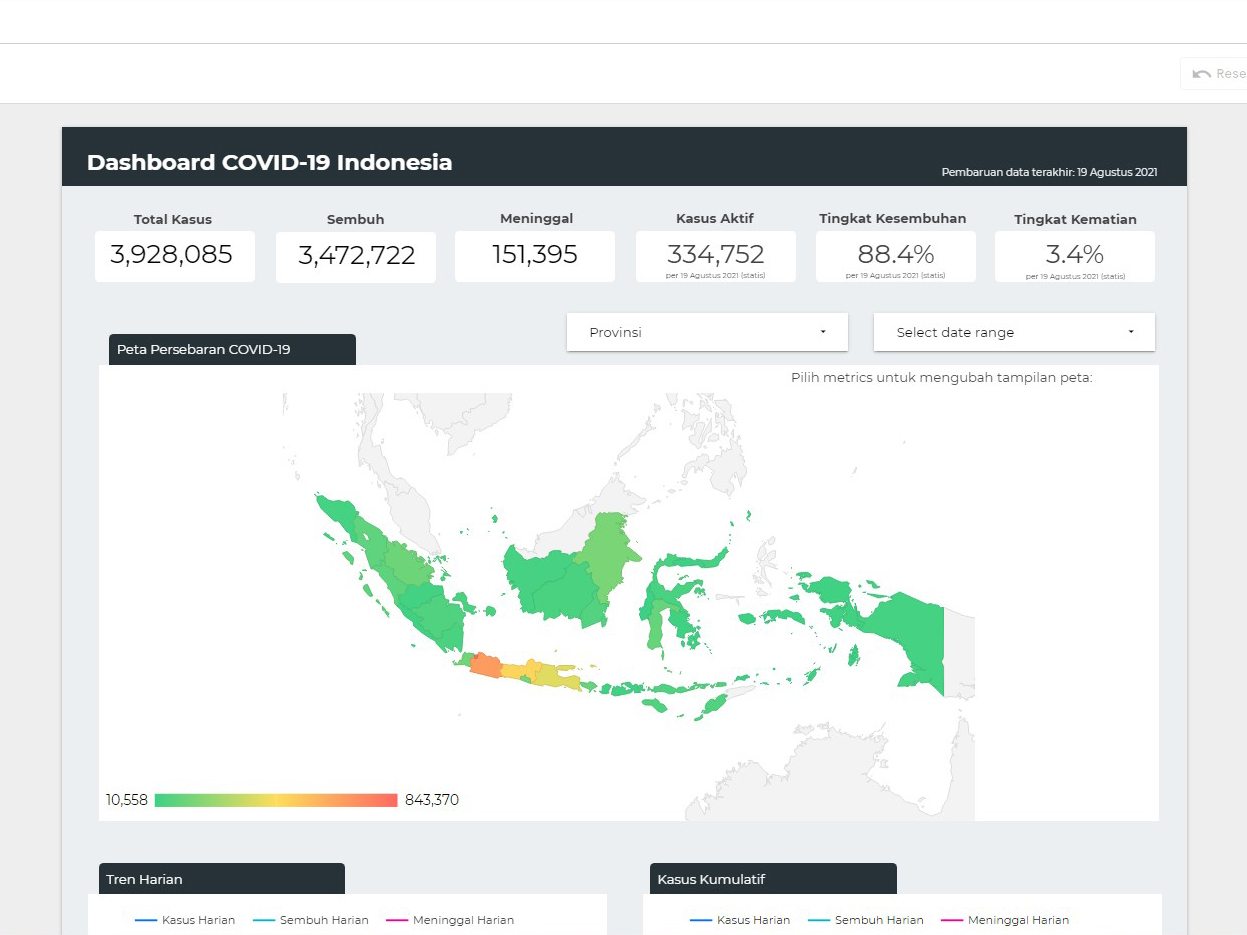 Rese
Dashboard COVID-19 Indonesia
Pembaruan data terakhir: 19 Agustus 2021
Total Kasus
3,928,085
Sembuh
3,472,722
Meninggal
151,395
Kasus Aktif
334,752
per 19 Agustus 2021 (statis)
Tingkat Kesembuhan
88.4%
per 19 Agustus 2021 (statis)
Tingkat Kematian
3.4%
per 19 Agustus 2021 (statis)
Provinsi
Select date range
Peta Persebaran COVID-19
Pilih metrics untuk mengubah tampilan peta:
10,558
843,370
Tren Harian
Kasus Harian Sembuh Harian Meninggal Harian
Kasus Kumulatif
Kasus Harian Sembuh Harian Meninggal Harian